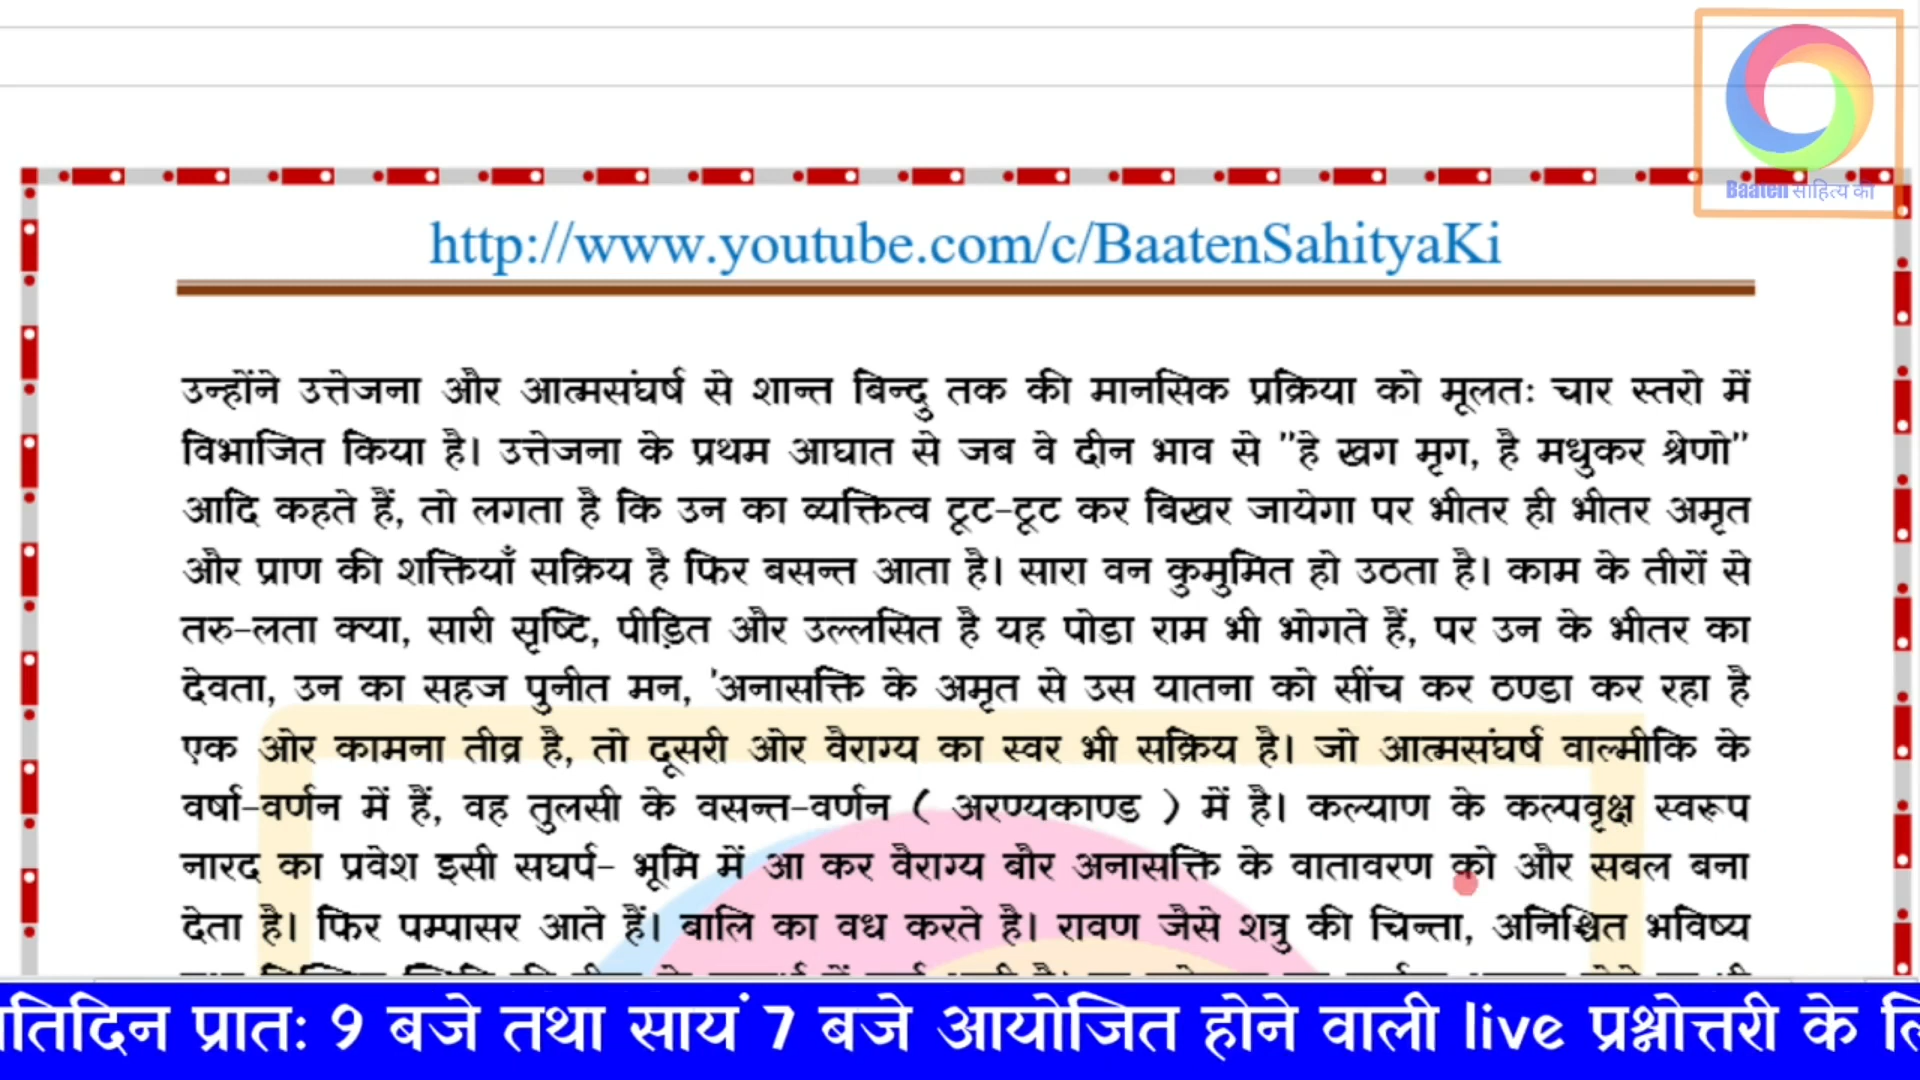 Baaten साहित्य की
http://www.youtube.com/c/BaatenSahityaKi
उन्होंने उत्तेजना और आत्मसंघर्ष से शान्त बिन्दु तक की मानसिक प्रक्रिया को मूलतः चार स्तरो में
विभाजित किया है। उत्तेजना के प्रथम आघात से जब वे दीन भाव से "हे खग मृग, है मधुकर श्रेणो"
आदि कहते हैं, तो लगता है कि उन का व्यक्तित्व टूट-टूट कर बिखर जायेगा पर भीतर ही भीतर अमृत
और प्राण की शक्तियाँ सक्रिय है फिर बसन्त आता है। सारा वन कुमुमित हो उठता है। काम के तीरों से
तरु-लता क्या, सारी सृष्टि, पीड़ित और उल्लसित है यह पोडा राम भी भोगते हैं, पर उन के भीतर का
देवता, उन का सहज पुनीत मन, 'अनासक्ति के अमृत से उस यातना को सींच कर ठण्डा कर रहा है
एक ओर कामना तीव्र है, तो दूसरी ओर वैराग्य का स्वर भी सक्रिय है। जो आत्मसंघर्ष वाल्मीकि के
वर्षा-वर्णन में हैं, वह तुलसी के वसन्त-वर्णन ( अरण्यकाण्ड ) में है। कल्याण के कल्पवृक्ष स्वरूप
नारद का प्रवेश इसी सघर्प- भूमि में आ कर वैराग्य बौर अनासक्ति के वातावरण को और सबल बना
देता है। फिर पम्पासर आते हैं। बालि का वध करते है। रावण जैसे शत्रु की चिन्ता, अनिश्चित भविष्य
तिदिन प्रातः 9 बजे तथा सायं 7 बजे आयोजित होने वाली live प्रश्नोत्तरी के